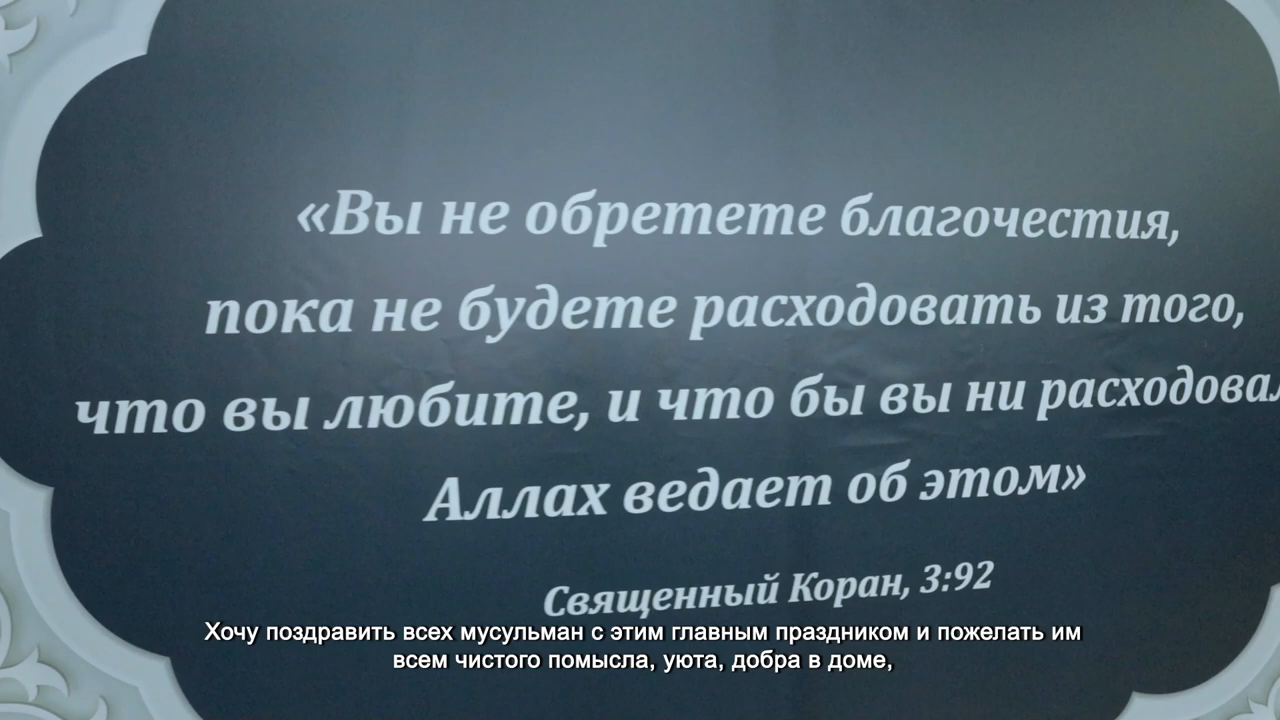 «Вы не обретете благочестия,
пока не будете расходовать из того,
что вы любите, и что бы вы ни
Аллах ведает об этом»
Священный Коран, 3:92
Хочу поздравить всех мусульман с этим главным праздником и пожелать им
всем чистого помысла, уюта, добра в доме,